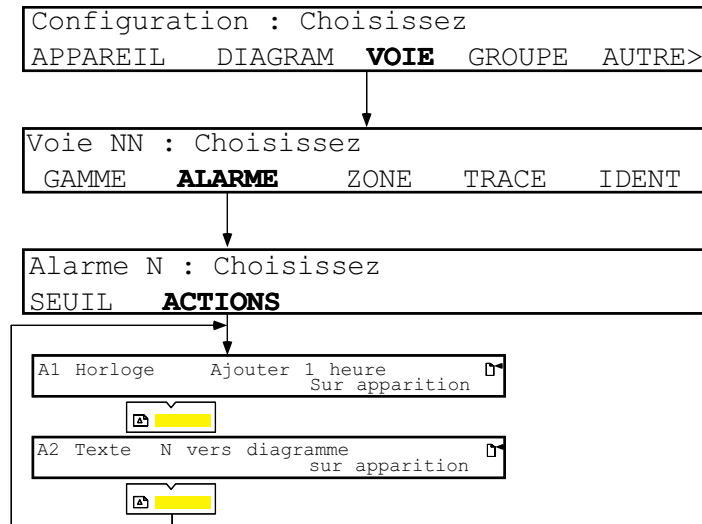 Configuration : Choisissez
APPAREIL DIAGRAM VOIE GROUPE AUTRE>
Voie NN : Choisissez
GAMME ALARME ZONE TRACE IDENT
Alarme N : Choisissez
SEUIL ACTIONS
A1 Horloge Ajouter 1 heure
Sur apparition
A2 Texte N vers diagramme
sur apparition